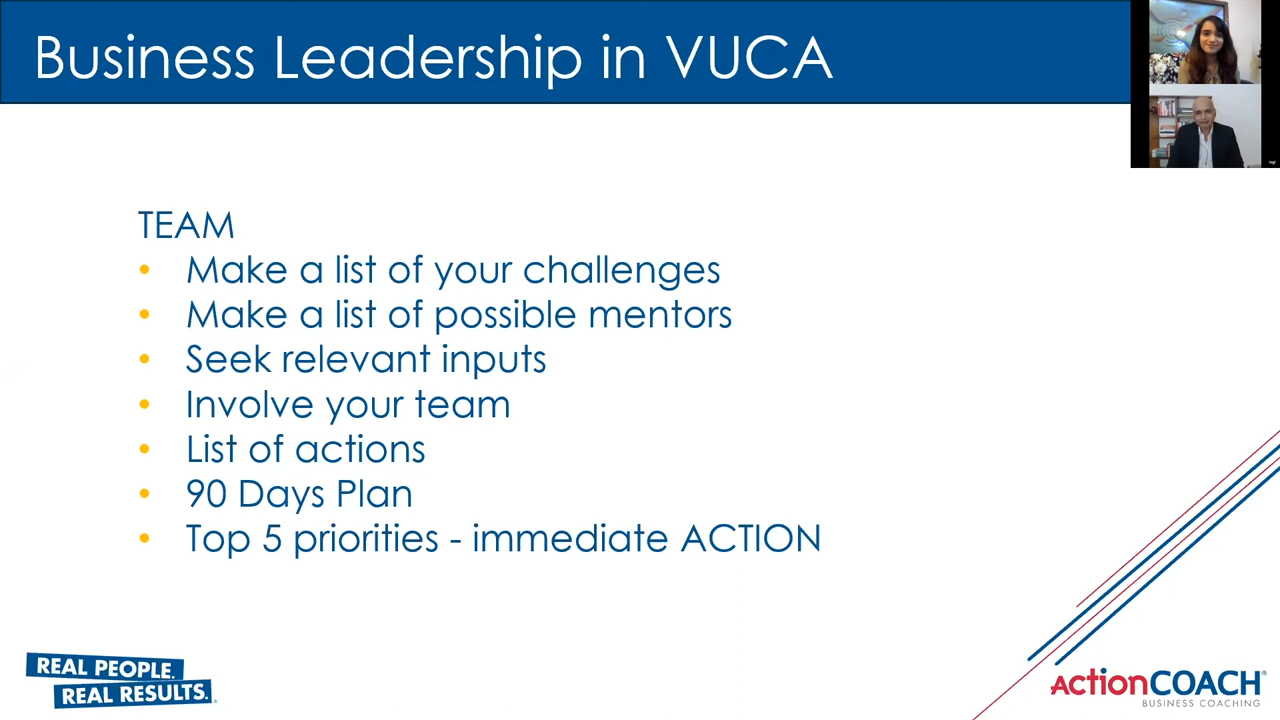 Business Leadership in VUCA
TEAM
• Make a list of your challenges
• Make a list of possible mentors
• Seek relevant inputs
• Involve your team
• List of actions
• 90 Days Plan
• Top 5 priorities - immediate ACTION
REAL PEOPLE.
REAL RESULTS.
ActionCOACH®
BUSINESS COACHING